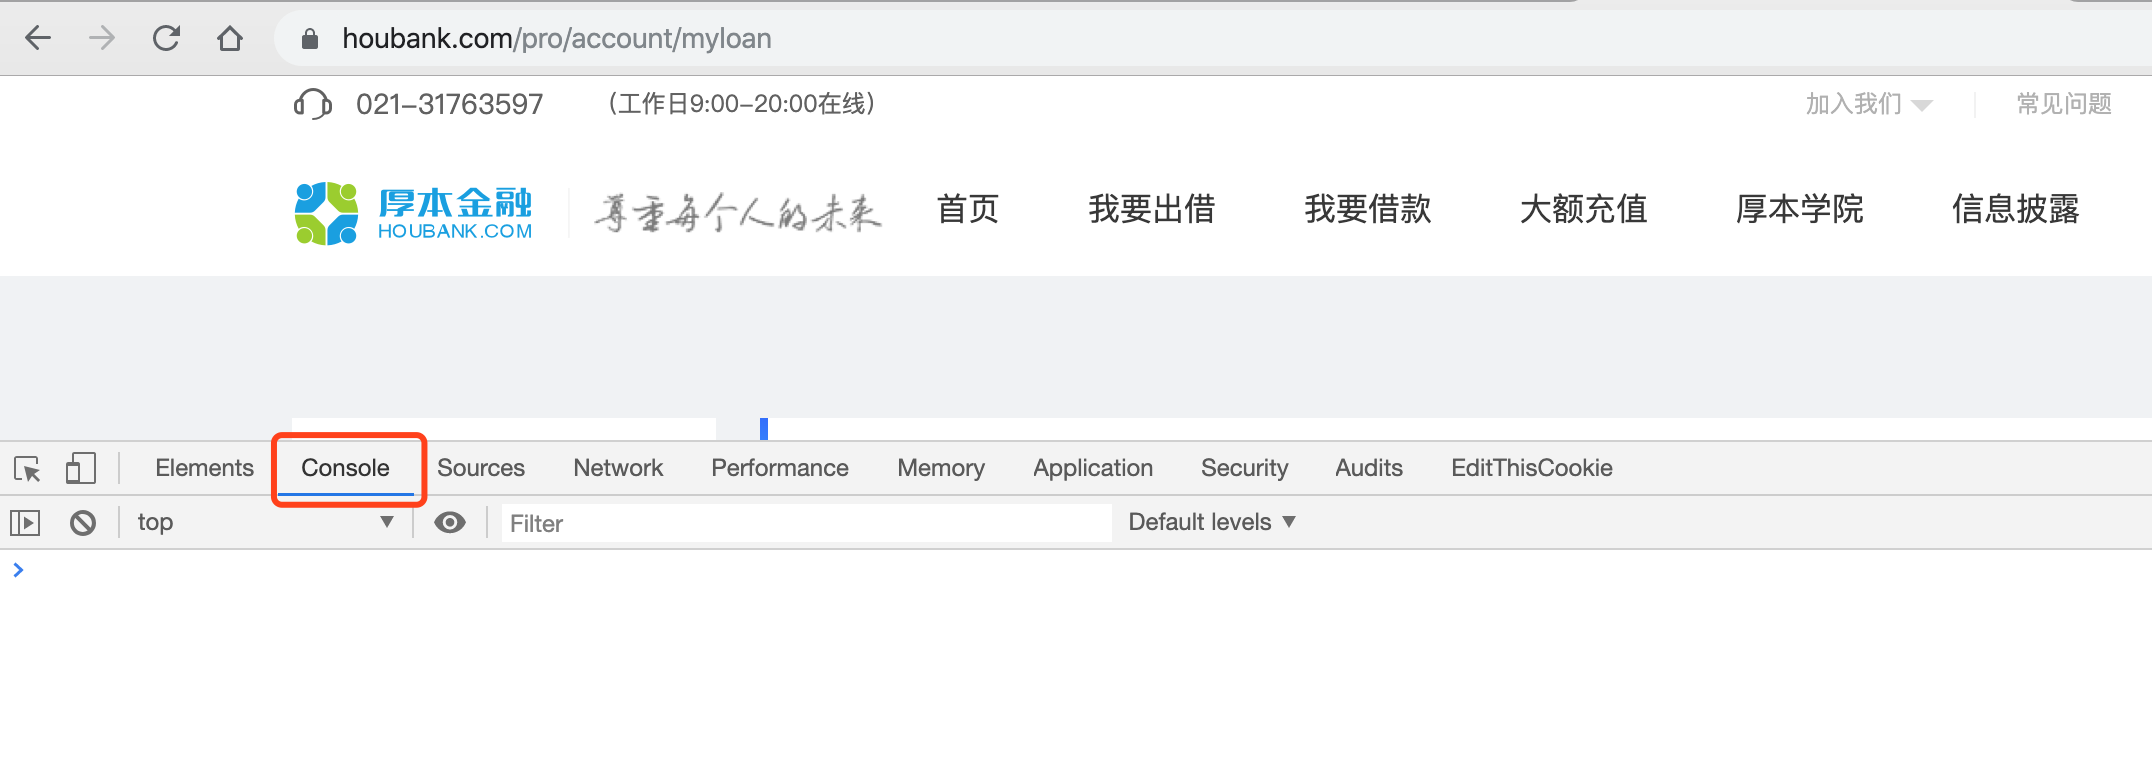 houbank.com/pro/account/myloan
021-31763597 （工作日9:00-20:00在线） 加入我们 常见问题
厚本金融 尊重每个人的未来 首页 我要出借 我要借款 大额充值 厚本学院 信息披露
HOUBANK.COM
Elements Console Sources Network Performance Memory Application Security Audits EditThisCookie
top Filter Default levels